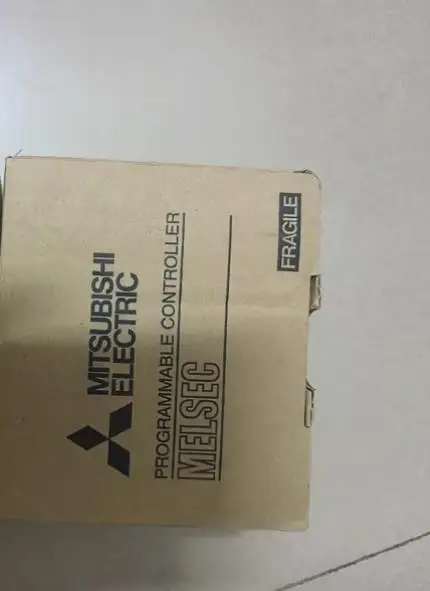 MITSUBISHI
ELECTRIC
PROGRAMMABLE CONTROLLER
MELSEC
FRAGILE